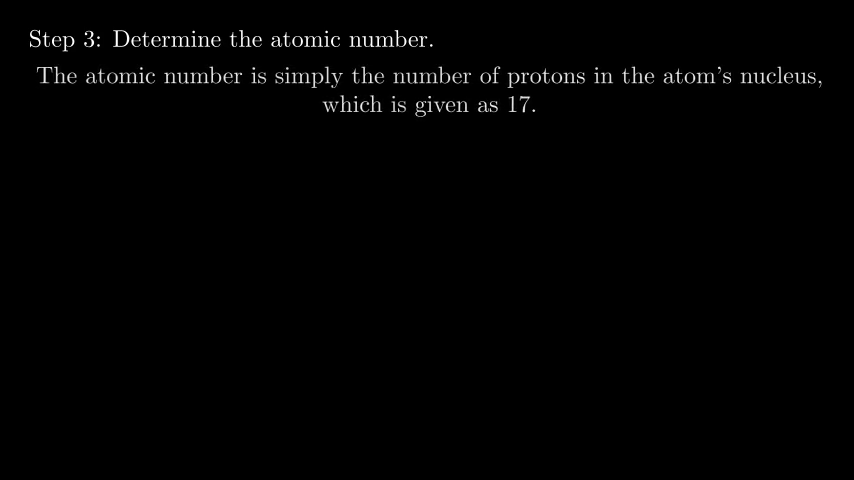 Step 3: Determine the atomic number.
The atomic number is simply the number of protons in the atom's nucleus,
which is given as 17.